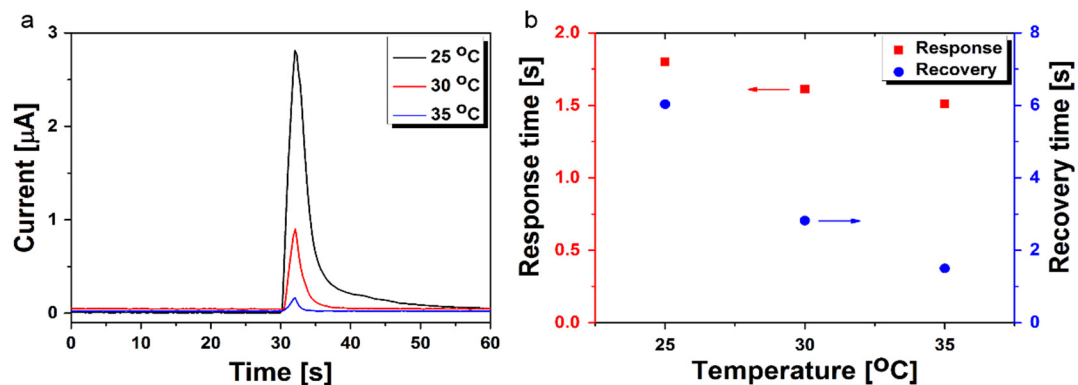 a
3
2
1
0
0
10
20
30
40
50
60
Current [μA]
Time [s]
25 °C
30 °C
35 °C
b
2.0
1.5
1.0
0.5
0.0
Response time [s]
25
30
35
Temperature [°C]
8
6
4
2
0
Recovery time [s]
Response
Recovery